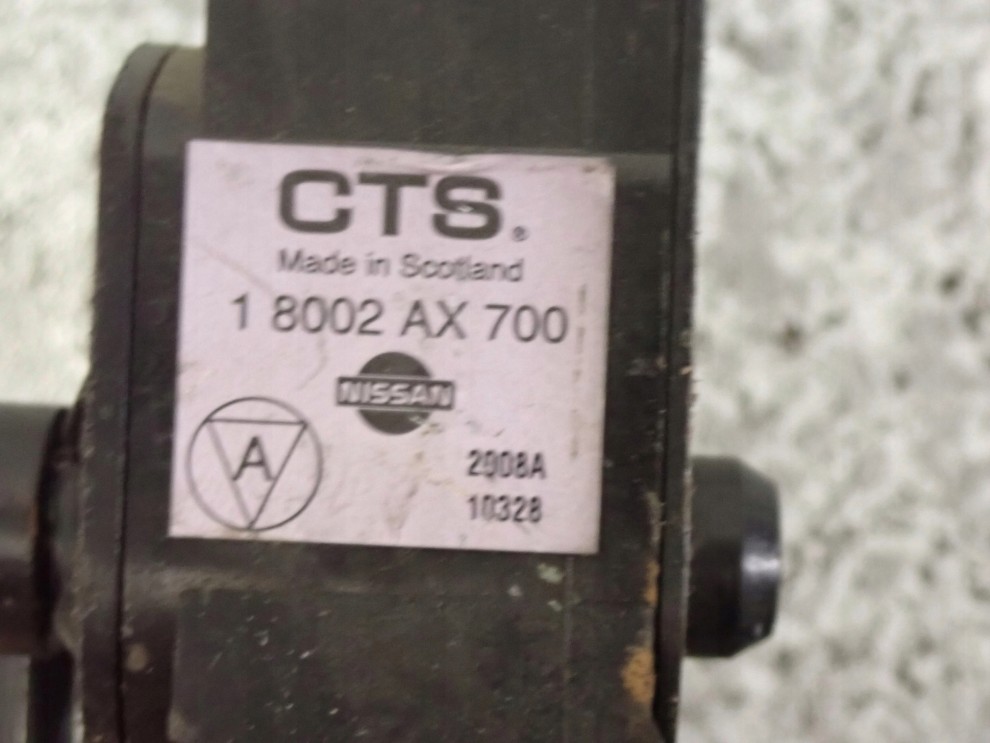 CTS®
Made in Scotland
1 8002 AX 700
NISSAN
A
2008A
10328